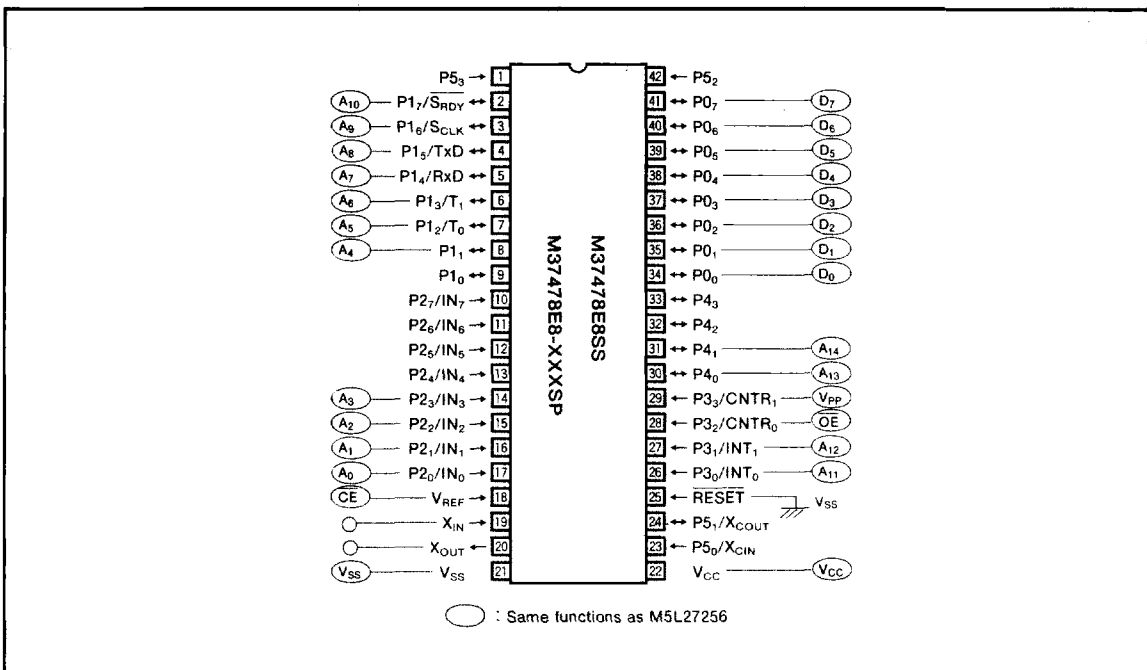 P5₃ → 1 42 ← P5₂
A₁₀ P1₇/S̅R̅D̅Y̅ ↔ 2 41 ↔ P0₇ D₇
A₉ P1₆/SCLK ↔ 3 40 ↔ P0₆ D₆
A₈ P1₅/TxD ↔ 4 39 ↔ P0₅ D₅
A₇ P1₄/RxD ↔ 5 38 ↔ P0₄ D₄
A₆ P1₃/T₁ ↔ 6 37 ↔ P0₃ D₃
A₅ P1₂/T₀ ↔ 7 36 ↔ P0₂ D₂
A₄ P1₁ ↔ 8 35 ↔ P0₁ D₁
P1₀ ↔ 9 34 ↔ P0₀ D₀
P2₇/IN₇ → 10 33 ↔ P4₃
P2₆/IN₆ → 11 32 ↔ P4₂
P2₅/IN₅ → 12 31 ↔ P4₁ A₁₄
P2₄/IN₄ → 13 30 ↔ P4₀ A₁₃
A₃ P2₃/IN₃ → 14 29 ← P3₃/CNTR₁ VPP
A₂ P2₂/IN₂ → 15 28 ← P3₂/CNTR₀ O̅E̅
A₁ P2₁/IN₁ → 16 27 ← P3₁/INT₁ A₁₂
A₀ P2₀/IN₀ → 17 26 ← P3₀/INT₀ A₁₁
C̅E̅ VREF → 18 25 ← R̅E̅S̅E̅T̅ VSS
XIN → 19 24 ↔ P5₁/XCOUT
XOUT ← 20 23 ← P5₀/XCIN
VSS VSS 21 22 VCC VCC
M37478E8-XXXSP
M37478E8SS
: Same functions as M5L27256